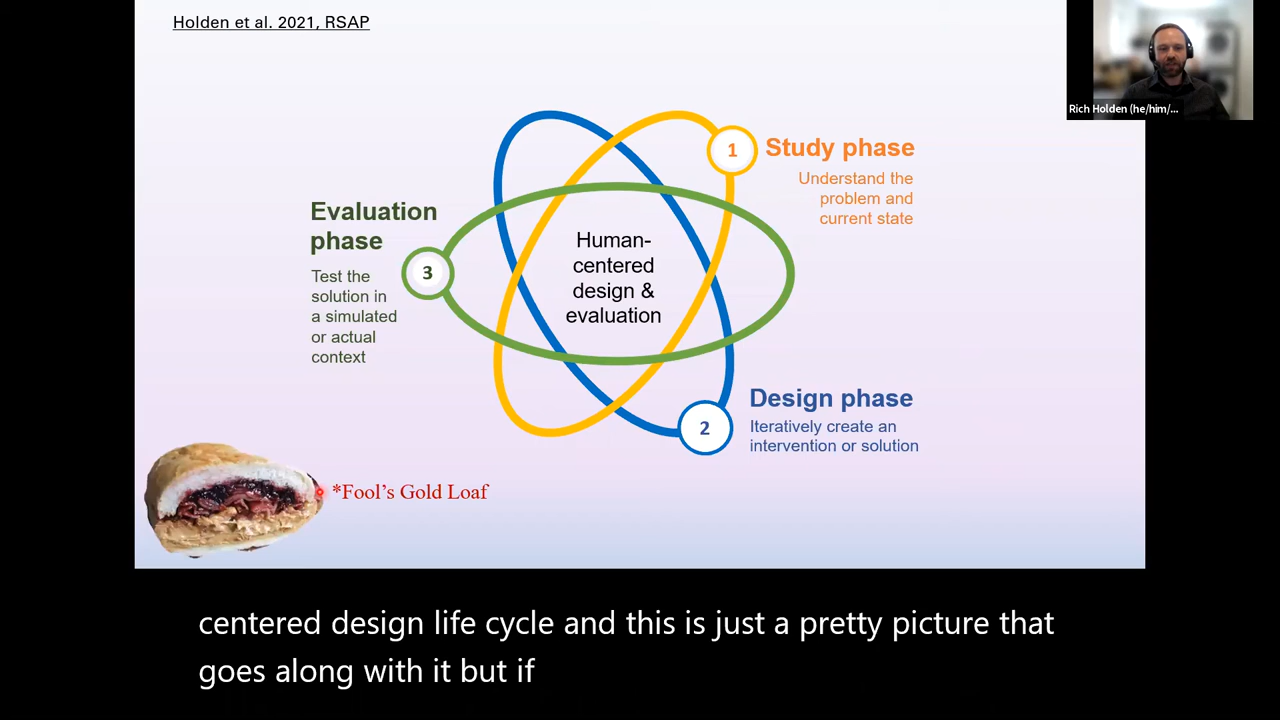 Holden et al. 2021, RSAP
Rich Holden (he/him/...
1
Study phase
Understand the
problem and
current state
Evaluation
phase
3
Test the
solution in
a simulated
or actual
context
Human-
centered
design &
evaluation
2
Design phase
Iteratively create an
intervention or solution
*Fool's Gold Loaf
centered design life cycle and this is just a pretty picture that
goes along with it but if